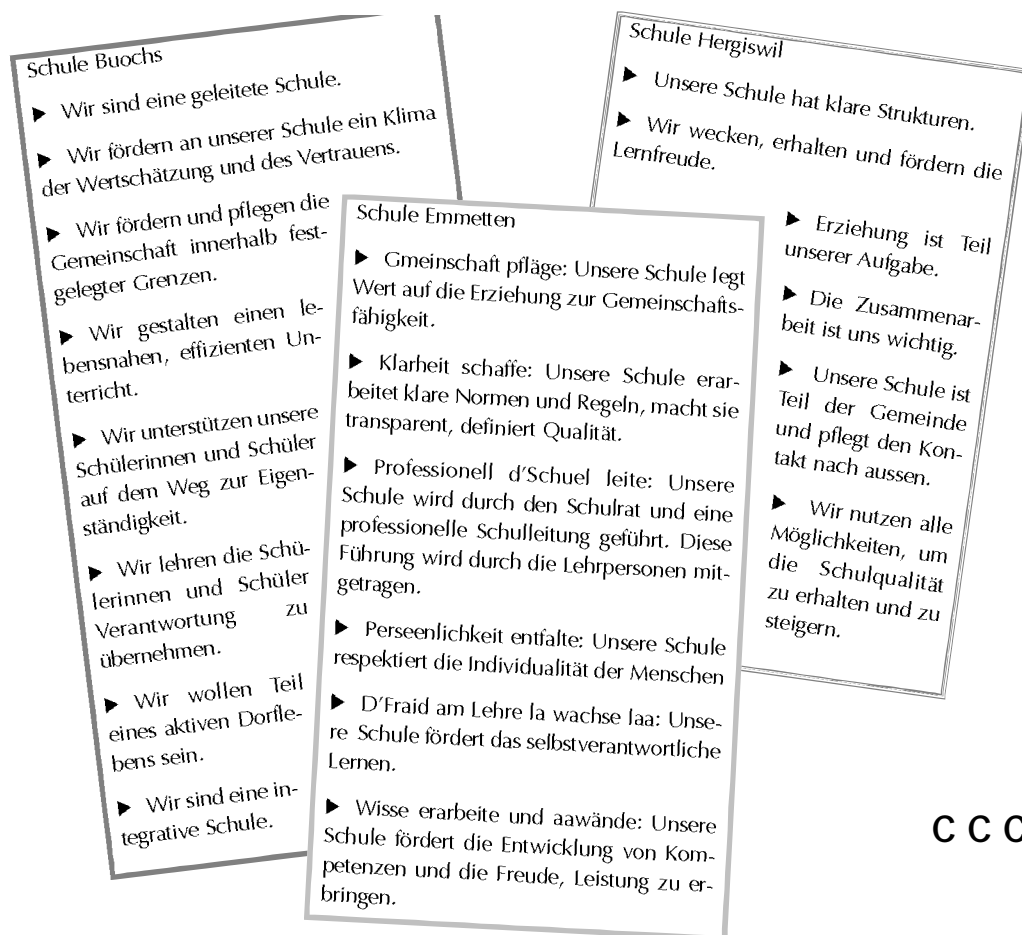 Schule Buochs
► Wir sind eine geleitete Schule.
► Wir fördern an unserer Schule ein Klima
der Wertschätzung und des Vertrauens.
► Wir fördern und pflegen die
Gemeinschaft innerhalb fest-
gelegter Grenzen.
► Wir gestalten einen le-
bensnahen, effizienten Un-
terricht.
► Wir unterstützen unsere
Schülerinnen und Schüler
auf dem Weg zur Eigen-
ständigkeit.
► Wir lehren die Schü-
lerinnen und Schüler
Verantwortung zu
übernehmen.
► Wir wollen Teil
eines aktiven Dorfle-
bens sein.
► Wir sind eine in-
tegrative Schule.
Schule Emmetten
► Gmeinschaft pfläge: Unsere Schule legt
Wert auf die Erziehung zur Gemeinschafts-
fähigkeit.
► Klarheit schaffe: Unsere Schule erar-
beitet klare Normen und Regeln, macht sie
transparent, definiert Qualität.
► Professionell d'Schuel leite: Unsere
Schule wird durch den Schulrat und eine
professionelle Schulleitung geführt. Diese
Führung wird durch die Lehrpersonen mit-
getragen.
► Perseenlichkeit entfalte: Unsere Schule
respektiert die Individualität der Menschen
► D'Fraid am Lehre la wachse laa: Unse-
re Schule fördert das selbstverantwortliche
Lernen.
► Wisse erarbeite und aawände: Unsere
Schule fördert die Entwicklung von Kom-
petenzen und die Freude, Leistung zu er-
bringen.
Schule Hergiswil
► Unsere Schule hat klare Strukturen.
► Wir wecken, erhalten und fördern die
Lernfreude.
► Erziehung ist Teil
unserer Aufgabe.
► Die Zusammenar-
beit ist uns wichtig.
► Unsere Schule ist
Teil der Gemeinde
und pflegt den Kon-
takt nach aussen.
► Wir nutzen alle
Möglichkeiten, um
die Schulqualität
zu erhalten und zu
steigern.
c c c